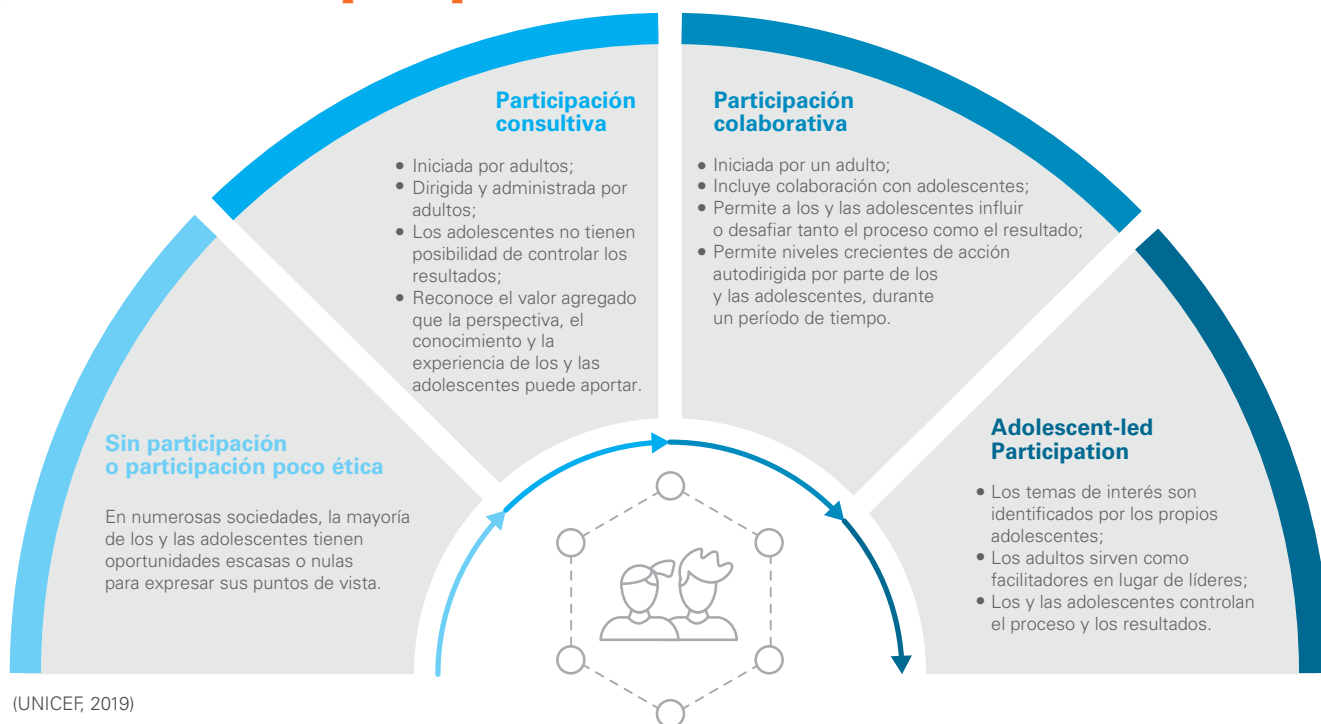 Sin participación
o participación poco ética
En numerosas sociedades, la mayoría
de los y las adolescentes tienen
oportunidades escasas o nulas
para expresar sus puntos de vista.
Participación
consultiva
• Iniciada por adultos;
• Dirigida y administrada por
adultos;
• Los adolescentes no tienen
posibilidad de controlar los
resultados;
• Reconoce el valor agregado
que la perspectiva, el
conocimiento y la
experiencia de los y las
adolescentes puede aportar.
Participación
colaborativa
• Iniciada por un adulto;
• Incluye colaboración con adolescentes;
• Permite a los y las adolescentes influir
o desafiar tanto el proceso como el resultado;
• Permite niveles crecientes de acción
autodirigida por parte de los
y las adolescentes, durante
un período de tiempo.
Adolescent-led
Participation
• Los temas de interés son
identificados por los propios
adolescentes;
• Los adultos sirven como
facilitadores en lugar de líderes;
• Los y las adolescentes controlan
el proceso y los resultados.
(UNICEF, 2019)